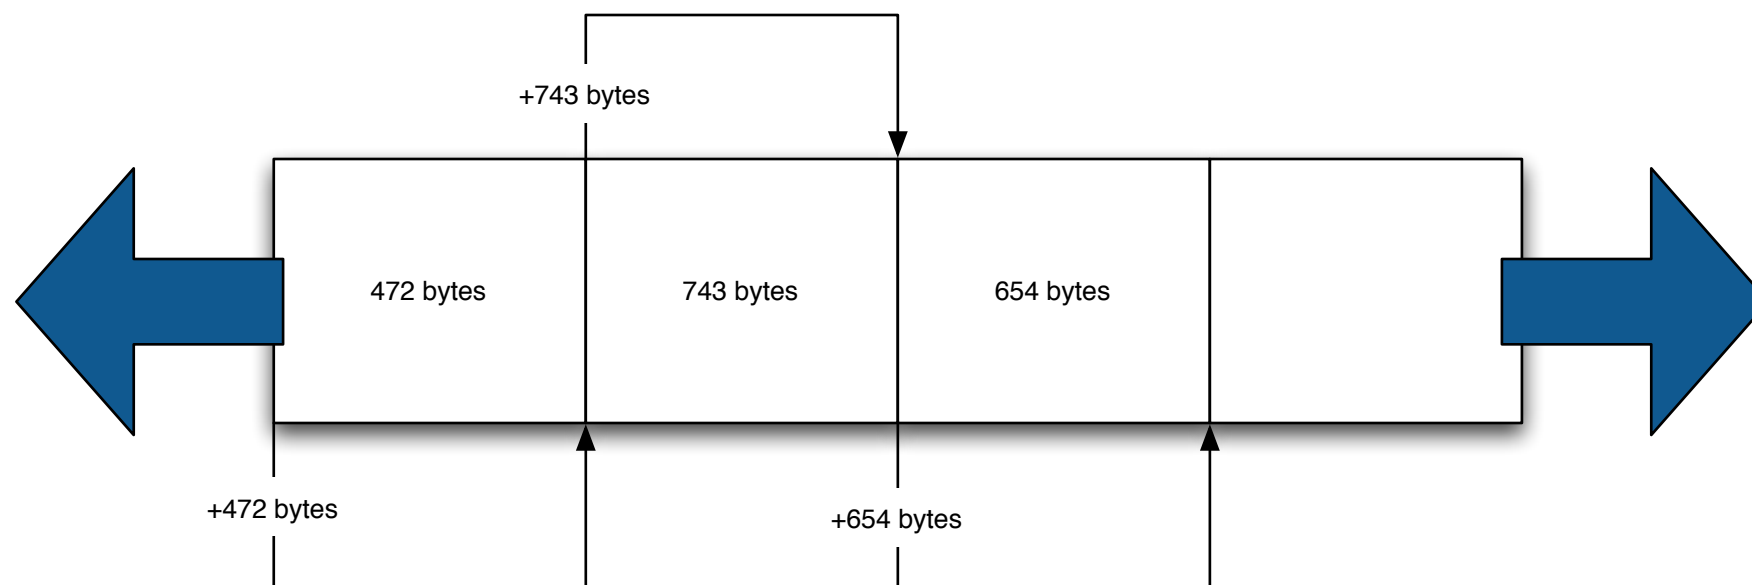 +743 bytes
472 bytes
743 bytes
654 bytes
+472 bytes
+654 bytes